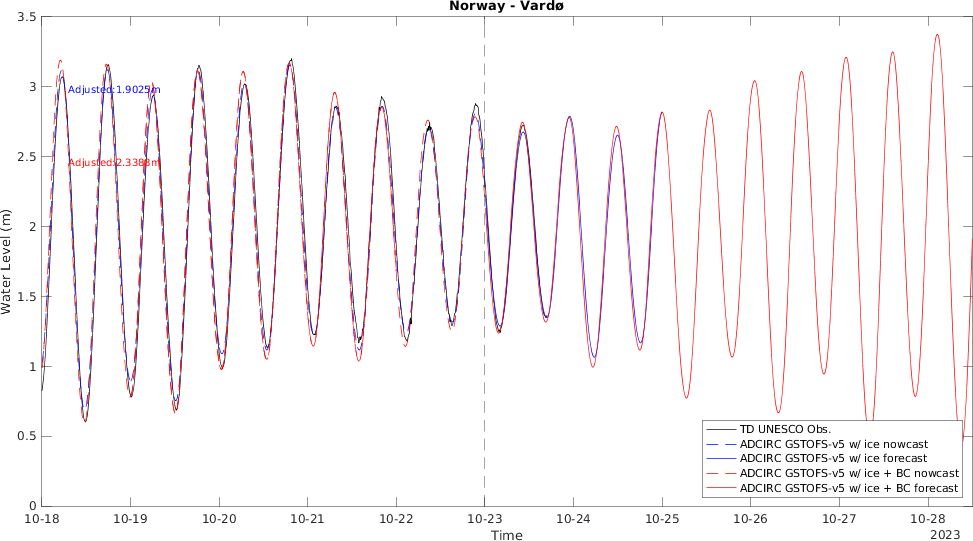 Norway - Vardø
Water Level (m)
3.5
3
2.5
2
1.5
1
0.5
0
Adjusted:1.9025m
Adjusted:2.3388m
TD UNESCO Obs.
ADCIRC GSTOFS-v5 w/ ice nowcast
ADCIRC GSTOFS-v5 w/ ice forecast
ADCIRC GSTOFS-v5 w/ ice + BC nowcast
ADCIRC GSTOFS-v5 w/ ice + BC forecast
10-18 10-19 10-20 10-21 10-22 10-23 10-24 10-25 10-26 10-27 10-28
Time
2023